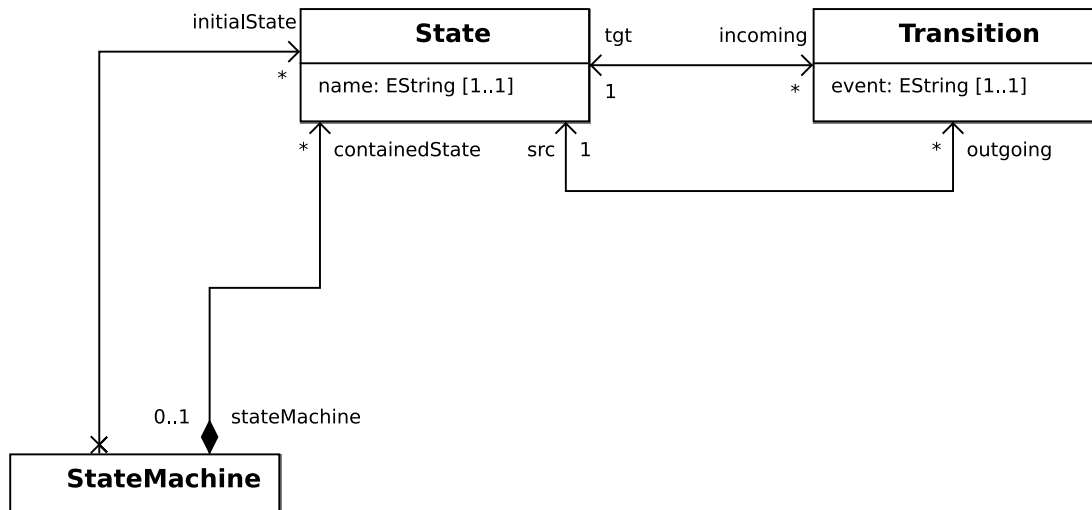 initialState
*
State
name: EString [1..1]
tgt
1
incoming
*
Transition
event: EString [1..1]
* containedState
src 1
* outgoing
0..1 stateMachine
StateMachine